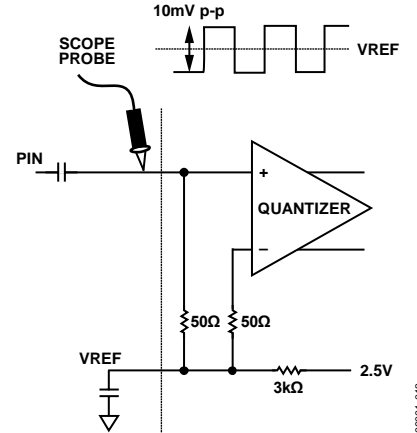 10mV p-p
VREF
SCOPE
PROBE
PIN
+
QUANTIZER
−
50Ω
50Ω
VREF
2.5V
3kΩ